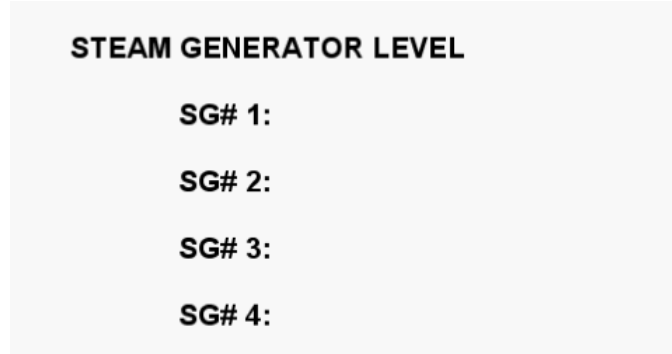 STEAM GENERATOR LEVEL
SG# 1:
SG# 2:
SG# 3:
SG# 4: